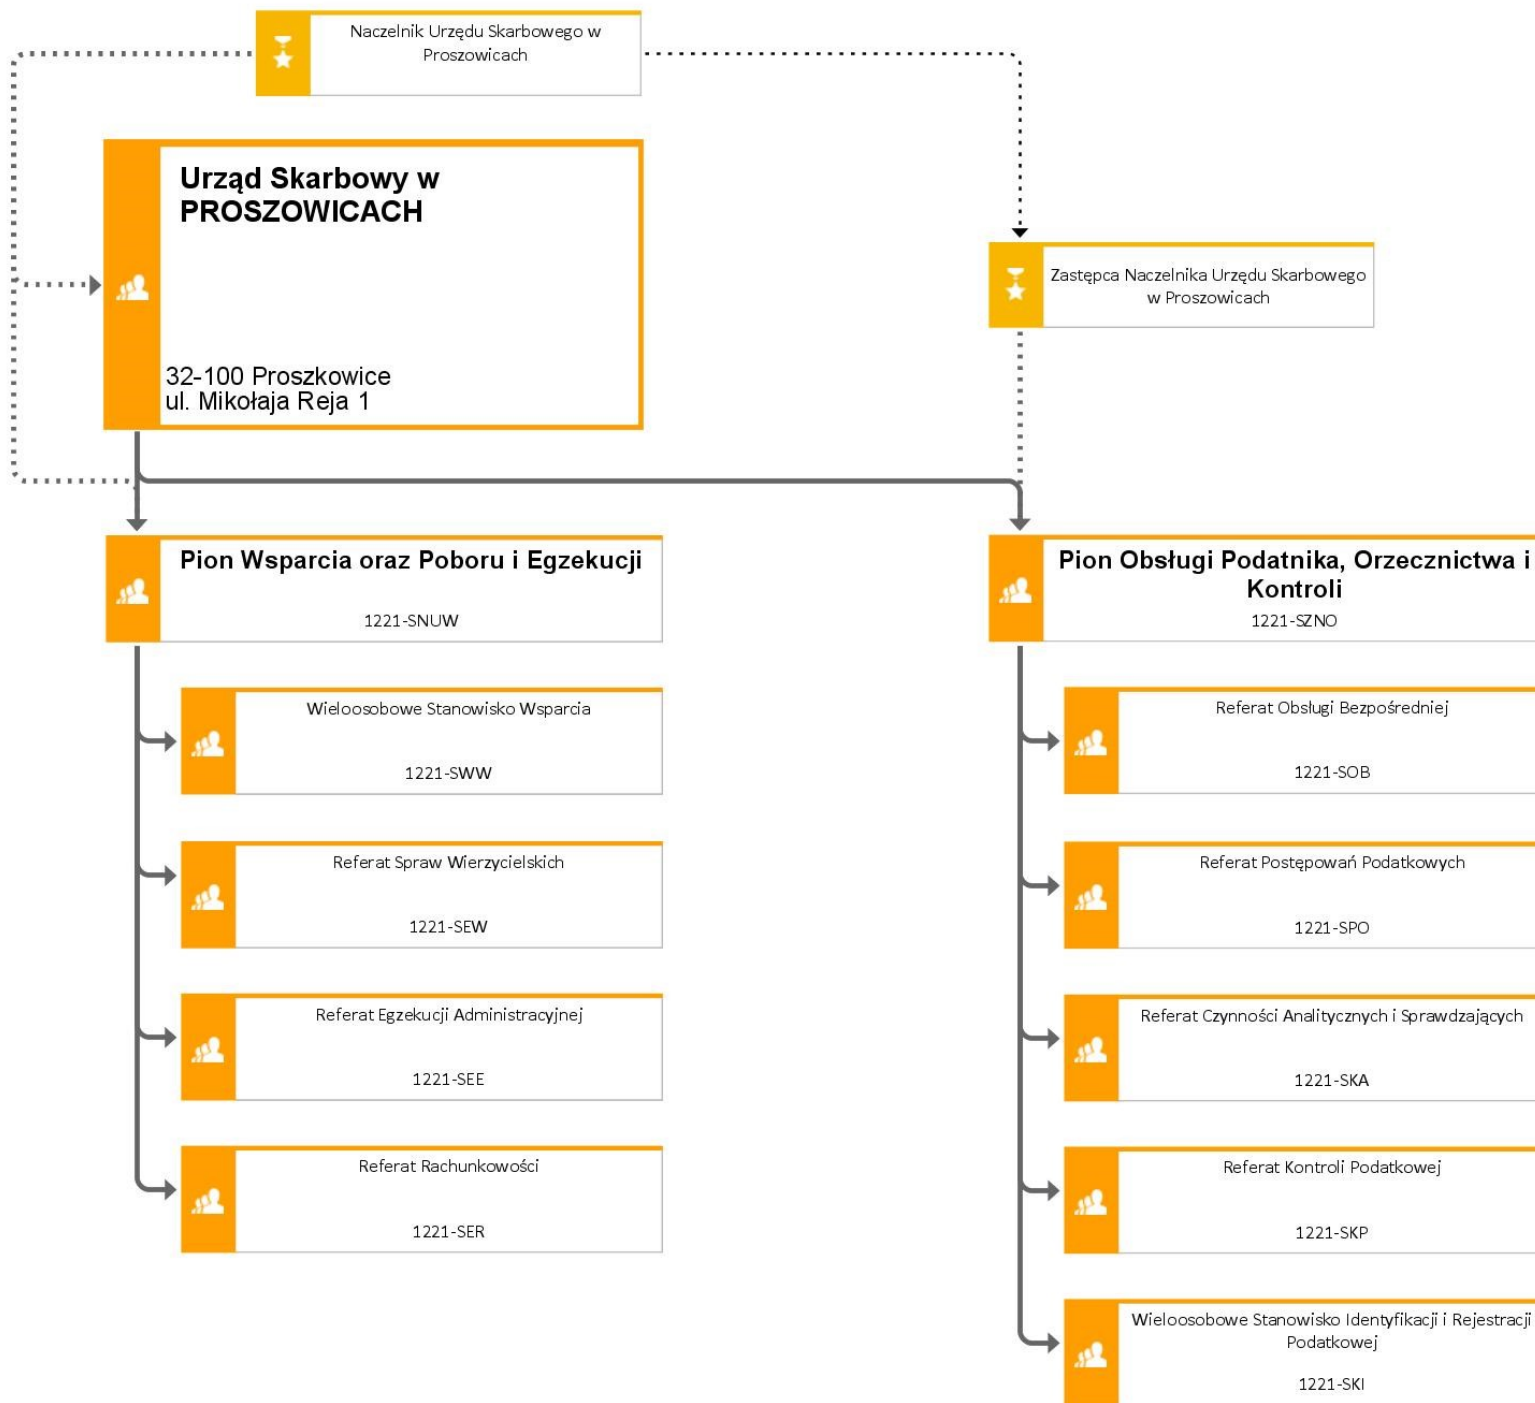 Naczelnik Urzędu Skarbowego w
Proszowicach
Urząd Skarbowy w
PROSZOWICACH
32-100 Proszkowice
ul. Mikołaja Reja 1
Zastępca Naczelnika Urzędu Skarbowego
w Proszowicach
Pion Wsparcia oraz Poboru i Egzekucji
1221-SNUW
Wieloosobowe Stanowisko Wsparcia
1221-SWW
Referat Spraw Wierzycielskich
1221-SEW
Referat Egzekucji Administracyjnej
1221-SEE
Referat Rachunkowości
1221-SER
Pion Obsługi Podatnika, Orzecznictwa i
Kontroli
1221-SZNO
Referat Obsługi Bezpośredniej
1221-SOB
Referat Postępowań Podatkowych
1221-SPO
Referat Czynności Analitycznych i Sprawdzających
1221-SKA
Referat Kontroli Podatkowej
1221-SKP
Wieloosobowe Stanowisko Identyfikacji i Rejestracji
Podatkowej
1221-SKI